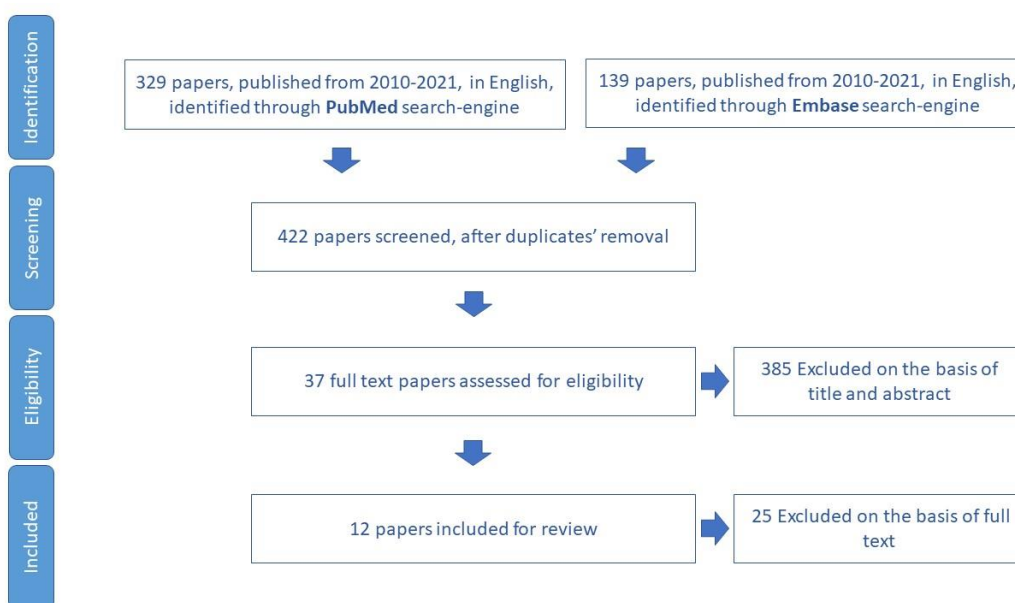 Identification
329 papers, published from 2010-2021, in English,
identified through PubMed search-engine
139 papers, published from 2010-2021, in English,
identified through Embase search-engine
Screening
422 papers screened, after duplicates’ removal
Eligibility
37 full text papers assessed for eligibility
385 Excluded on the basis of
title and abstract
Included
12 papers included for review
25 Excluded on the basis of full
text